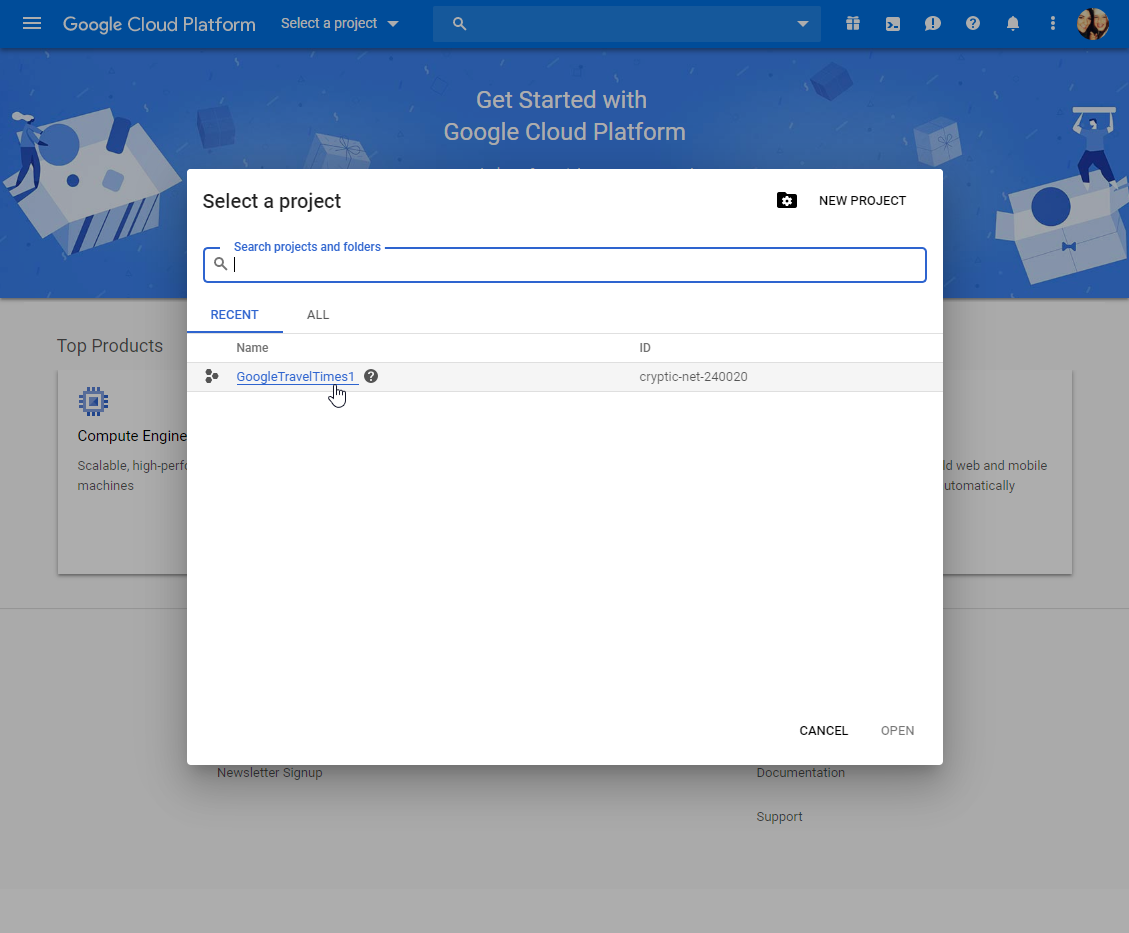 Google Cloud Platform
Select a project
Get Started with
Google Cloud Platform
Select a project
NEW PROJECT
Search projects and folders
RECENT
ALL
Name
ID
GoogleTravelTimes1
cryptic-net-240020
Top Products
Compute Engine
Scalable, high-perf
machines
ld web and mobile
utomatically
CANCEL
OPEN
Newsletter Signup
Documentation
Support